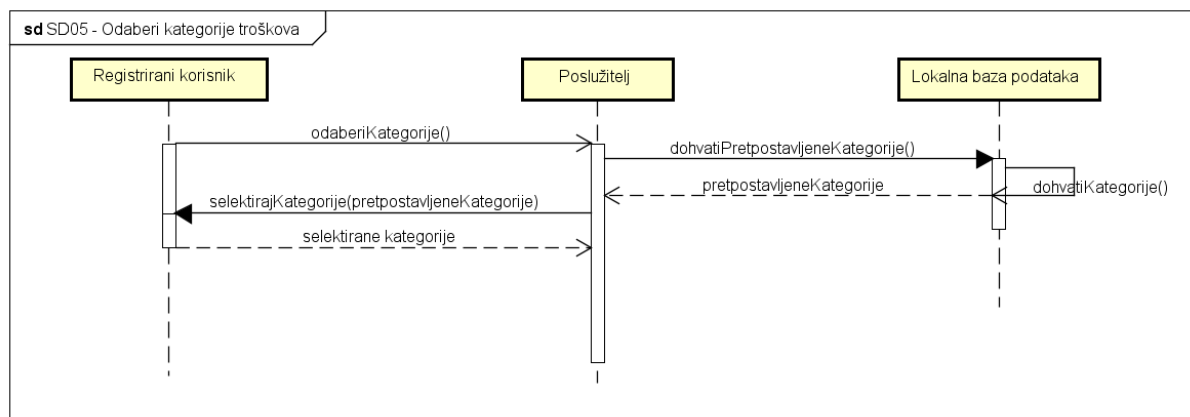 sd SD05 - Odaberi kategorije troškova
Registrirani korisnik
Poslužitelj
Lokalna baza podataka
odaberiKategorije()
dohvatiPretpostavljeneKategorije()
pretpostavljeneKategorije
dohvatiKategorije()
selektirajKategorije(pretpostavljeneKategorije)
selektirane kategorije